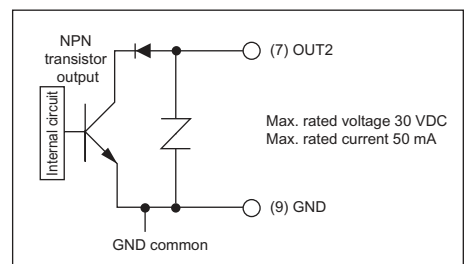 NPN
transistor
output
Internal circuit
(7) OUT2
Max. rated voltage 30 VDC
Max. rated current 50 mA
(9) GND
GND common